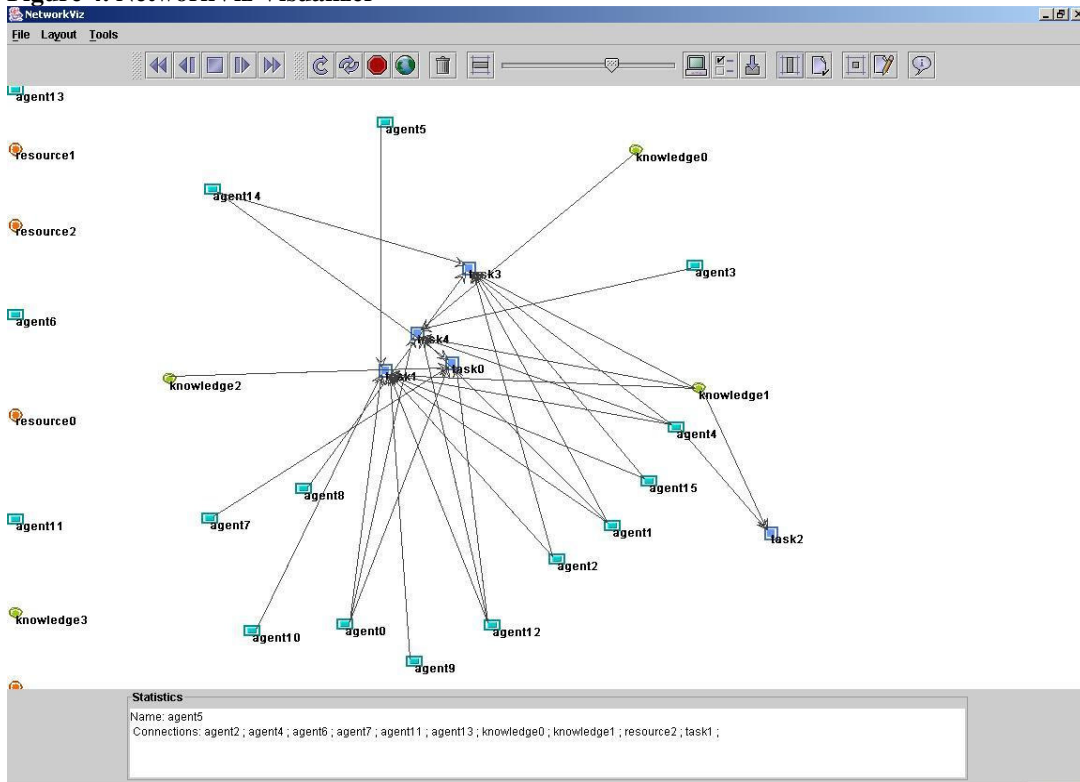 NetworkViz
File Layout Tools
agent13
agent5
resource1
knowledge0
agent14
resource2
task3
agent3
agent6
task4
task0
task1
knowledge2
knowledge1
resource0
agent4
agent8
agent15
agent7
agent11
agent1
task2
agent2
knowledge3
agent10
agent0
agent12
agent9
Statistics
Name: agent5
Connections: agent2 ; agent4 ; agent6 ; agent7 ; agent11 ; agent13 ; knowledge0 ; knowledge1 ; resource2 ; task1 ;